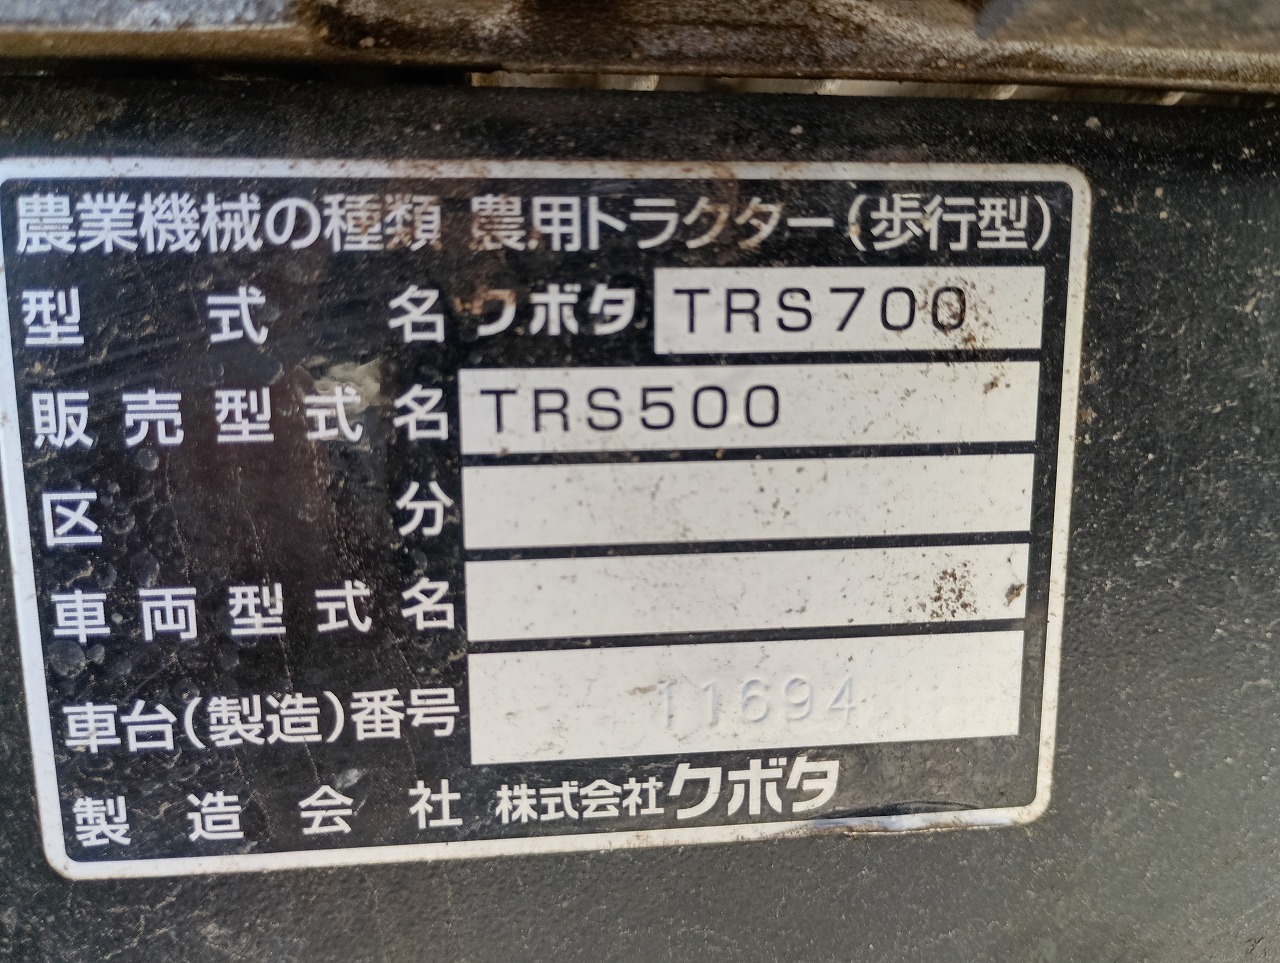 農業機械の種類 農用トラクター(歩行型)
型式名 クボタ TRS700
販売型式名 TRS500
区分
車両型式名
車台(製造)番号 11694
製造会社 株式会社クボタ